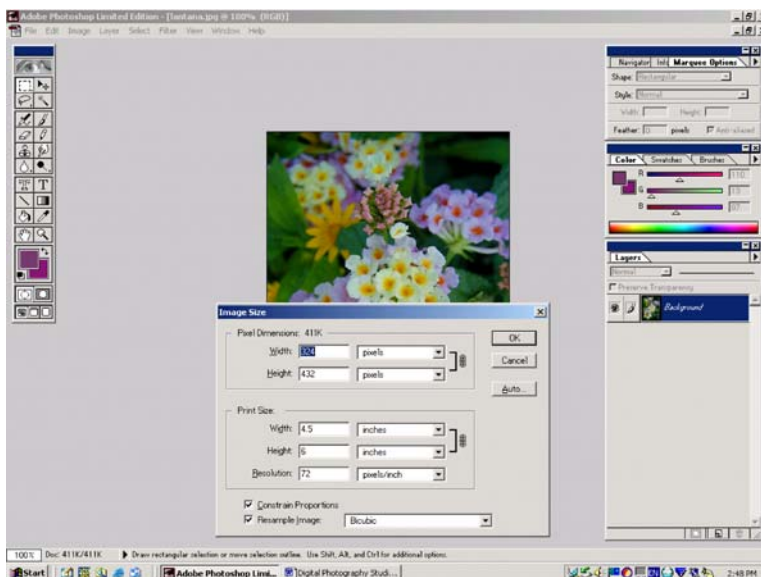 Adobe Photoshop Limited Edition - [lantana.jpg @ 100% (RGB)]
File Edit Image Layer Select Filter View Window Help
Navigator Info Marquee Options
Shape: Rectangular
Style: Normal
Width: Height:
Feather: 0 pixels Anti-aliased
Color Swatches Brushes
R 110
G
B
Layers
Normal
Preserve Transparency
Background
Image Size
Pixel Dimensions: 411K
Width: 324 pixels
Height: 432 pixels
OK
Cancel
Auto...
Print Size:
Width: 4.5 inches
Height: 6 inches
Resolution: 72 pixels/inch
Constrain Proportions
Resample Image: Bicubic
100% Doc: 411K/411K Draw rectangular selection or move selection outline. Use Shift, Alt, and Ctrl for additional options.
Start Adobe Photoshop Limi... Digital Photography Studi... 2:48 PM